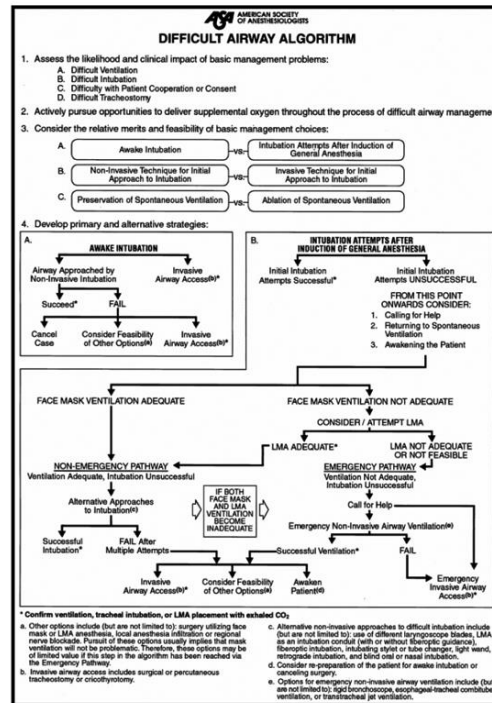 ASA AMERICAN SOCIETY
OF ANESTHESIOLOGISTS
DIFFICULT AIRWAY ALGORITHM
1. Assess the likelihood and clinical impact of basic management problems:
A. Difficult Ventilation
B. Difficult Intubation
C. Difficulty with Patient Cooperation or Consent
D. Difficult Tracheostomy
2. Actively pursue opportunities to deliver supplemental oxygen throughout the process of difficult airway manageme
3. Consider the relative merits and feasibility of basic management choices:
A. Awake Intubation -vs- Intubation Attempts After Induction of
General Anesthesia
B. Non-Invasive Technique for Initial
Approach to Intubation -vs- Invasive Technique for Initial
Approach to Intubation
C. Preservation of Spontaneous Ventilation -vs- Ablation of Spontaneous Ventilation
4. Develop primary and alternative strategies:
A.
AWAKE INTUBATION
Airway Approached by
Non-Invasive Intubation
Invasive
Airway Access(b)*
Succeed*
FAIL
Cancel
Case
Consider Feasibility
of Other Options(a)
Invasive
Airway Access(b)*
B.
INTUBATION ATTEMPTS AFTER
INDUCTION OF GENERAL ANESTHESIA
Initial Intubation
Attempts Successful*
Initial Intubation
Attempts UNSUCCESSFUL
FROM THIS POINT
ONWARDS CONSIDER:
1. Calling for Help
2. Returning to Spontaneous
Ventilation
3. Awakening the Patient
FACE MASK VENTILATION ADEQUATE
FACE MASK VENTILATION NOT ADEQUATE
CONSIDER / ATTEMPT LMA
LMA ADEQUATE*
LMA NOT ADEQUATE
OR NOT FEASIBLE
NON-EMERGENCY PATHWAY
Ventilation Adequate, Intubation Unsuccessful
EMERGENCY PATHWAY
Ventilation Not Adequate,
Intubation Unsuccessful
Alternative Approaches
to Intubation(c)
IF BOTH
FACE MASK
AND LMA
VENTILATION
BECOME
INADEQUATE
Call for Help
Emergency Non-Invasive Airway Ventilation(e)
Successful
Intubation*
FAIL After
Multiple Attempts
Successful Ventilation*
FAIL
Invasive
Airway Access(b)*
Consider Feasibility
of Other Options(a)
Awaken
Patient(d)
Emergency
Invasive Airway
Access(b)*
* Confirm ventilation, tracheal intubation, or LMA placement with exhaled CO2
a. Other options include (but are not limited to): surgery utilizing face
mask or LMA anesthesia, local anesthesia infiltration or regional
nerve blockade. Pursuit of these options usually implies that mask
ventilation will not be problematic. Therefore, these options may be
of limited value if this step in the algorithm has been reached via
the Emergency Pathway.
b. Invasive airway access includes surgical or percutaneous
tracheostomy or cricothyrotomy.
c. Alternative non-invasive approaches to difficult intubation include
(but are not limited to): use of different laryngoscope blades, LMA
as an intubation conduit (with or without fiberoptic guidance),
fiberoptic intubation, intubating stylet or tube changer, light wand,
retrograde intubation, and blind oral or nasal intubation.
d. Consider re-preparation of the patient for awake intubation or
canceling surgery.
e. Options for emergency non-invasive airway ventilation include (but
are not limited to): rigid bronchoscope, esophageal-tracheal combitube
ventilation, or transtracheal jet ventilation.